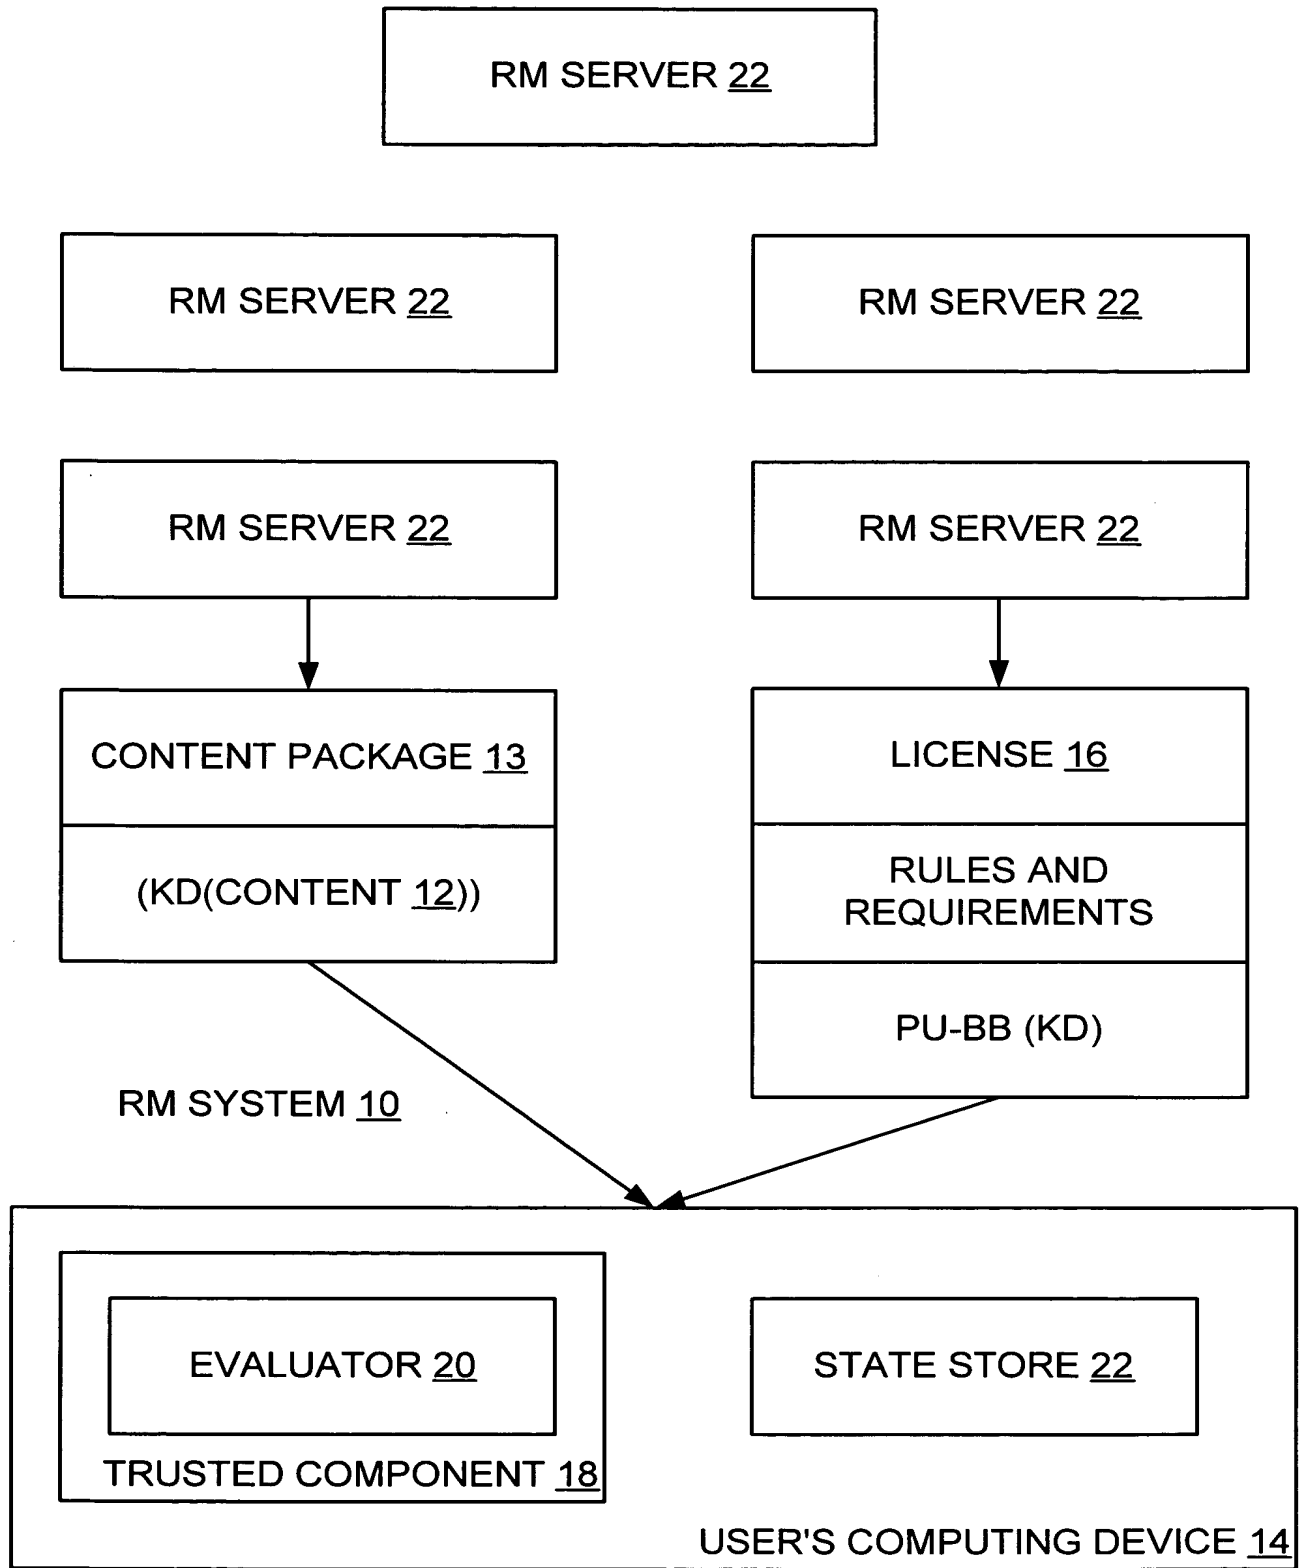 RM SERVER 22
RM SERVER 22
RM SERVER 22
RM SERVER 22
RM SERVER 22
CONTENT PACKAGE 13
(KD(CONTENT 12))
LICENSE 16
RULES AND
REQUIREMENTS
PU-BB (KD)
RM SYSTEM 10
EVALUATOR 20
TRUSTED COMPONENT 18
STATE STORE 22
USER'S COMPUTING DEVICE 14